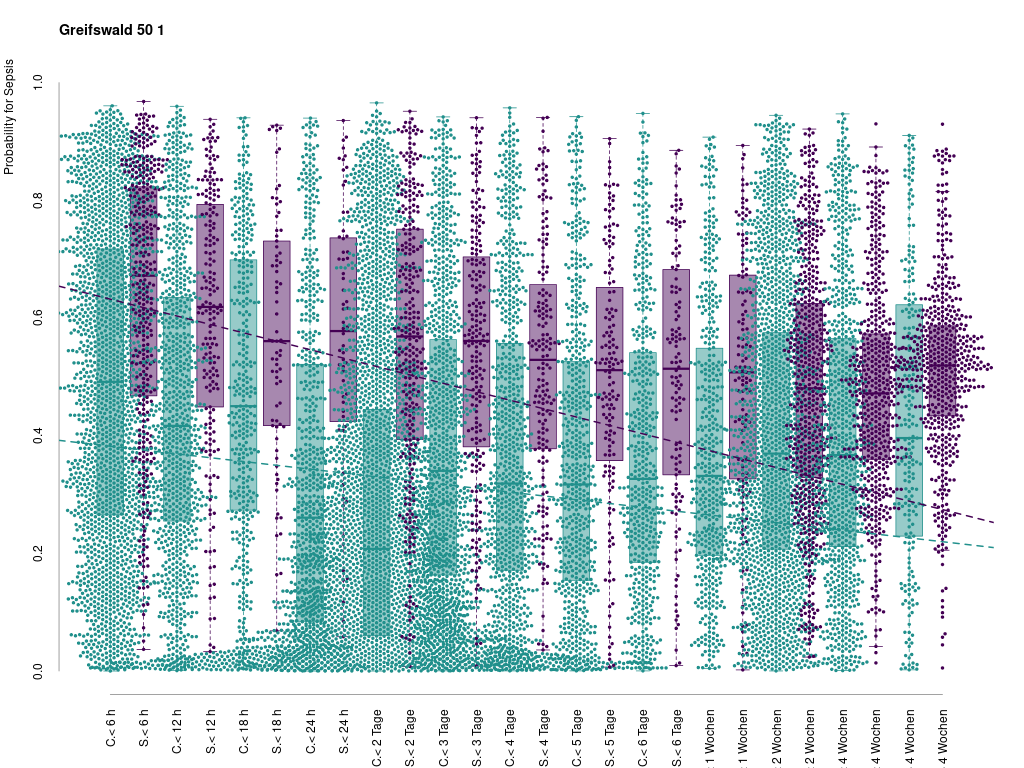 Greifswald 50 1
Probability for Sepsis
1.0
0.8
0.6
0.4
0.2
0.0
C.< 6 h
S.< 6 h
C.< 12 h
S.< 12 h
C.< 18 h
S.< 18 h
C.< 24 h
S.< 24 h
C.< 2 Tage
S.< 2 Tage
C.< 3 Tage
S.< 3 Tage
C.< 4 Tage
S.< 4 Tage
C.< 5 Tage
S.< 5 Tage
C.< 6 Tage
S.< 6 Tage
1 Wochen
1 Wochen
2 Wochen
2 Wochen
4 Wochen
4 Wochen
4 Wochen
4 Wochen